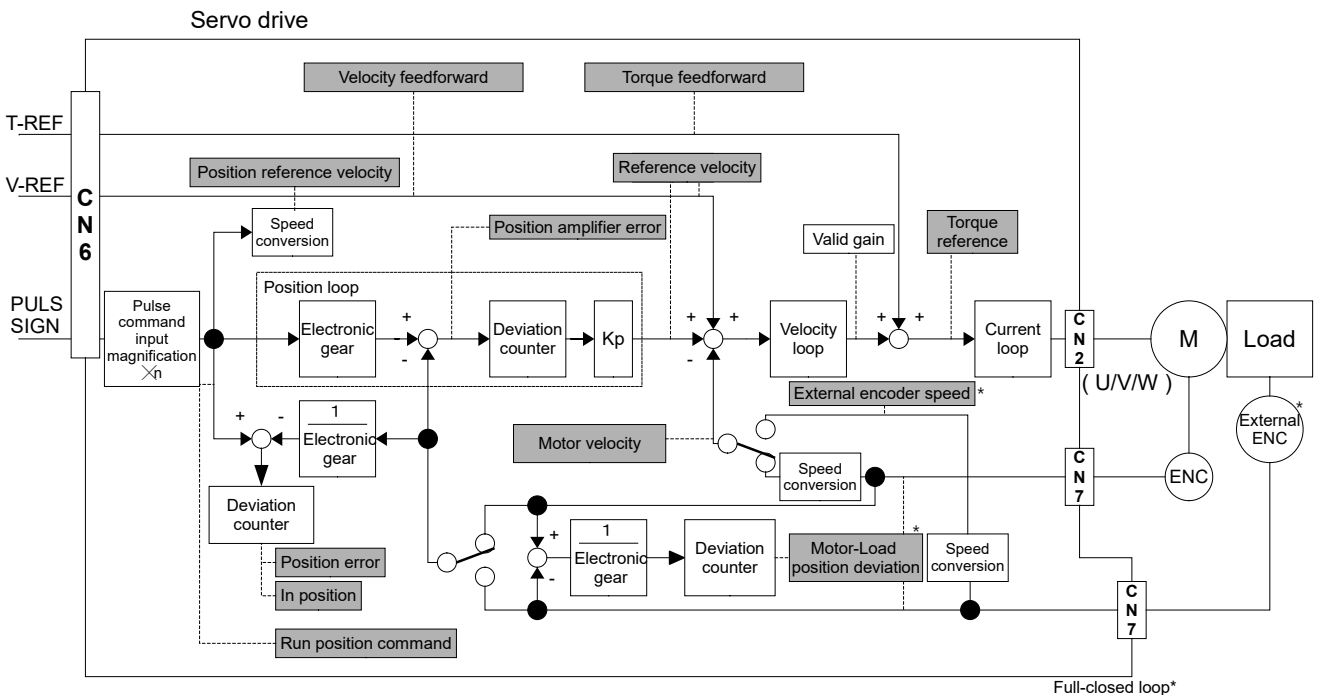 Servo drive
Velocity feedforward
Torque feedforward
T-REF
Position reference velocity
Reference velocity
V-REF
C
N
6
Speed
conversion
Position amplifier error
Valid gain
Torque
reference
PULS
SIGN
Pulse
command
input
magnification
×n
Position loop
Electronic
gear
+
-
-
Deviation
counter
Kp
+
+
-
Velocity
loop
+
+
Current
loop
C
N
2
M
Load
( U/V/W )
External encoder speed *
+
-
1
Electronic
gear
Motor velocity
Speed
conversion
C
N
7
ENC
*
External
ENC
Deviation
counter
+
-
1
Electronic
gear
Deviation
counter
*
Motor-Load
position deviation
Speed
conversion
Position error
In position
C
N
7
Run position command
Full-closed loop*